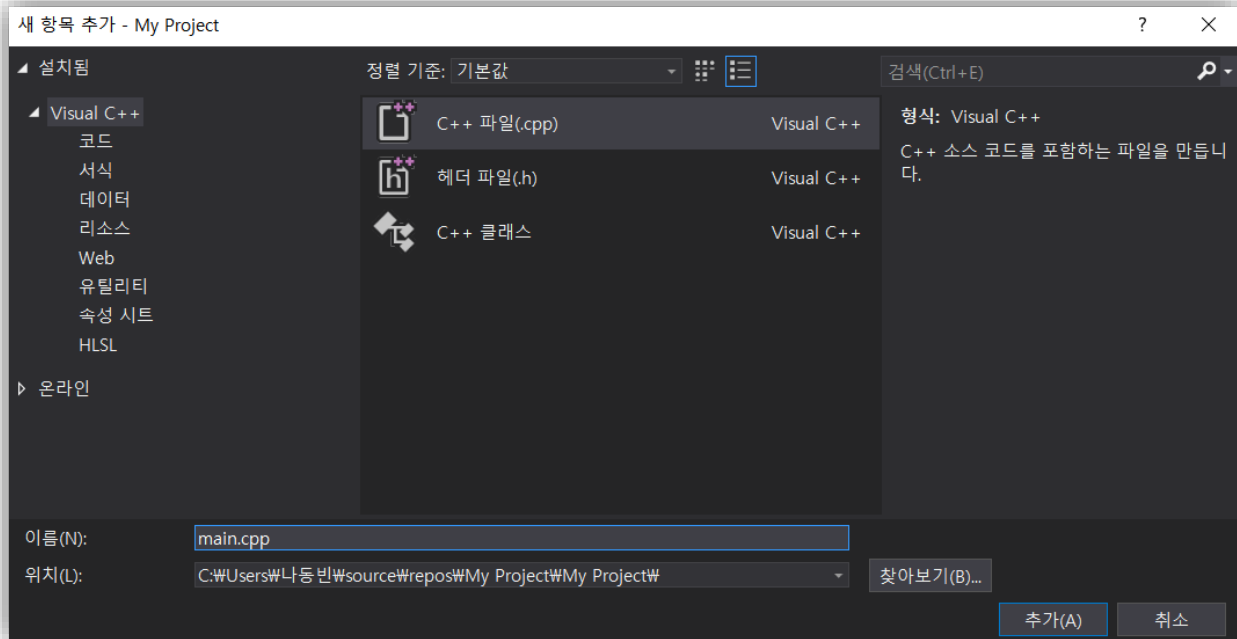 새 항목 추가 - My Project
? ×
설치됨
Visual C++
코드
서식
데이터
리소스
Web
유틸리티
속성 시트
HLSL
온라인
정렬 기준: 기본값
C++ 파일(.cpp) Visual C++
헤더 파일(.h) Visual C++
C++ 클래스 Visual C++
검색(Ctrl+E)
형식: Visual C++
C++ 소스 코드를 포함하는 파일을 만듭니
다.
이름(N): main.cpp
위치(L): C:₩Users₩나동빈₩source₩repos₩My Project₩My Project₩
찾아보기(B)...
추가(A) 취소